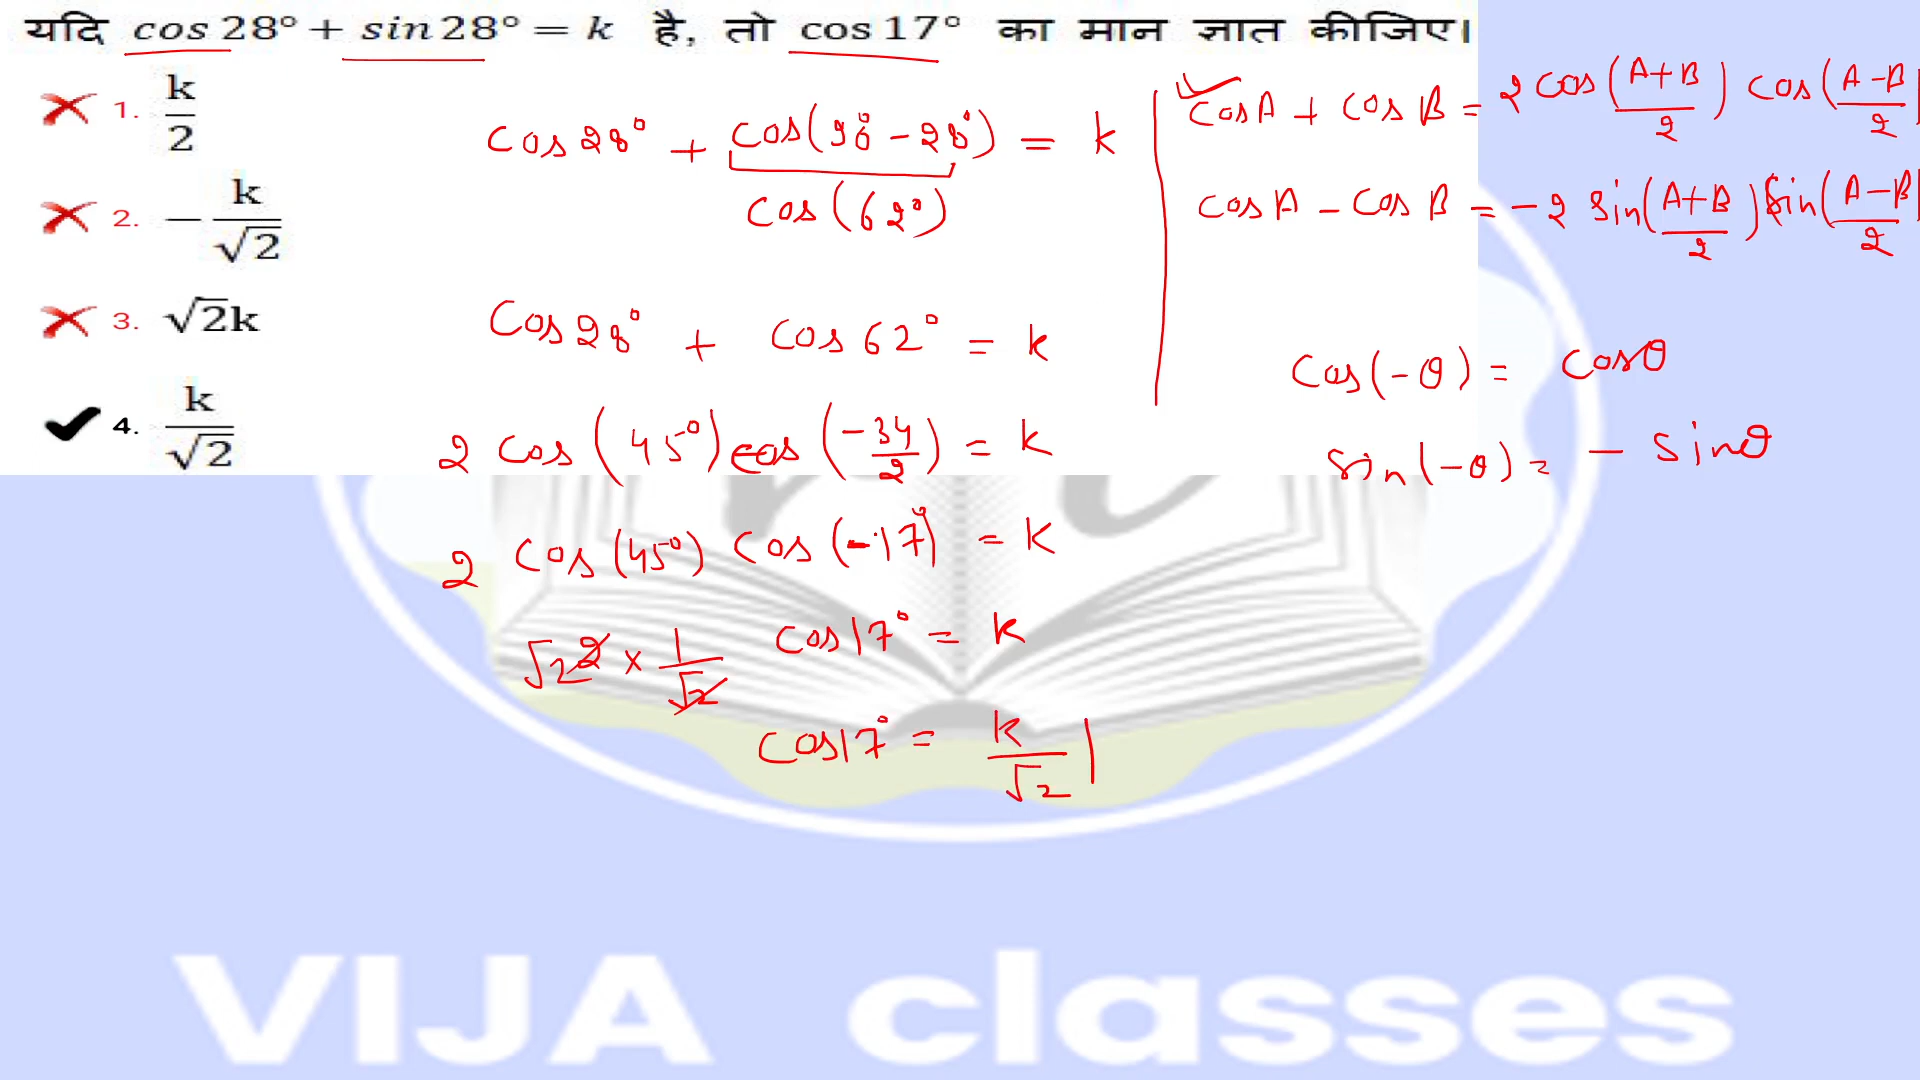 यदि cos 28° + sin 28° = k है, तो cos 17° का मान ज्ञात कीजिए।
1. k/2
2. −k/√2
3. √2k
4. k/√2
cos 28° + cos(90° − 28°) = k
cos(62°)
cos 28° + cos 62° = k
2 cos(45°) cos(−34/2) = k
2 cos(45°) cos(−17°) = k
√2 2 × 1/√2 cos 17° = k
cos 17° = k/√2
cos A + cos B = 2 cos(A+B/2) cos(A−B/2)
cos A − cos B = −2 sin(A+B/2) sin(A−B/2)
cos(−θ) = cosθ
sin(−θ) = − sinθ
VIJA classes